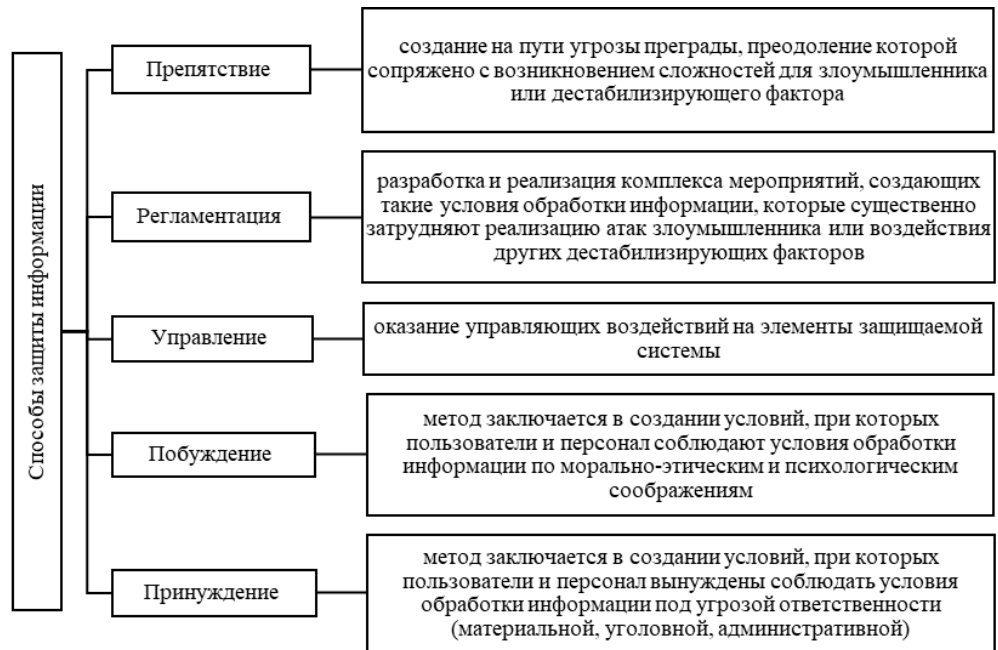 Способы защиты информации
Препятствие
создание на пути угрозы преграды, преодоление которой
сопряжено с возникновением сложностей для злоумышленника
или дестабилизирующего фактора
Регламентация
разработка и реализация комплекса мероприятий, создающих
такие условия обработки информации, которые существенно
затрудняют реализацию атак злоумышленника или воздействия
других дестабилизирующих факторов
Управление
оказание управляющих воздействий на элементы защищаемой
системы
Побуждение
метод заключается в создании условий, при которых
пользователи и персонал соблюдают условия обработки
информации по морально-этическим и психологическим
соображениям
Принуждение
метод заключается в создании условий, при которых
пользователи и персонал вынуждены соблюдать условия
обработки информации под угрозой ответственности
(материальной, уголовной, административной)